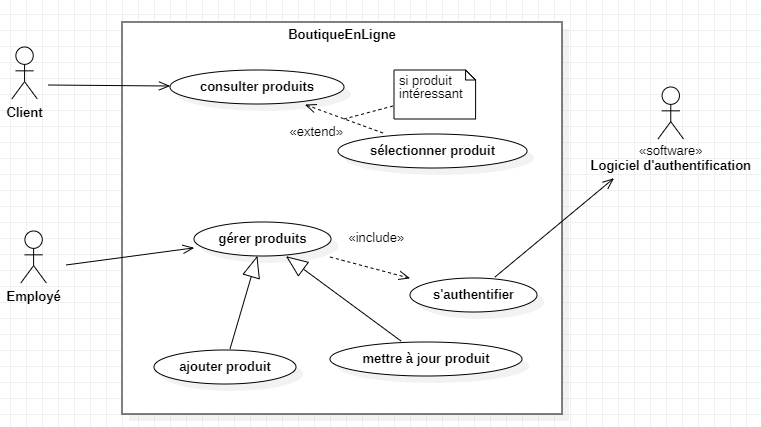 BoutiqueEnLigne
consulter produits
si produit
intéressant
Client
«extend»
sélectionner produit
«software»
Logiciel d'authentification
gérer produits
«include»
Employé
s'authentifier
ajouter produit
mettre à jour produit